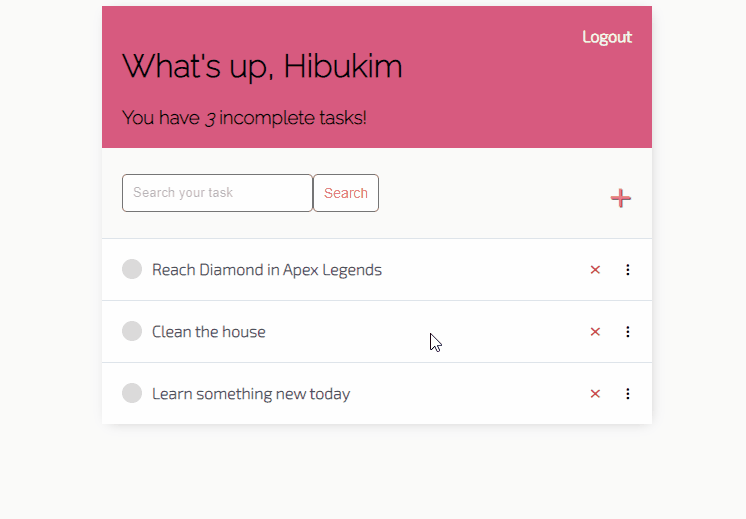 Logout
What's up, Hibukim
You have 3 incomplete tasks!
Search your task
Search
Reach Diamond in Apex Legends
Clean the house
Learn something new today